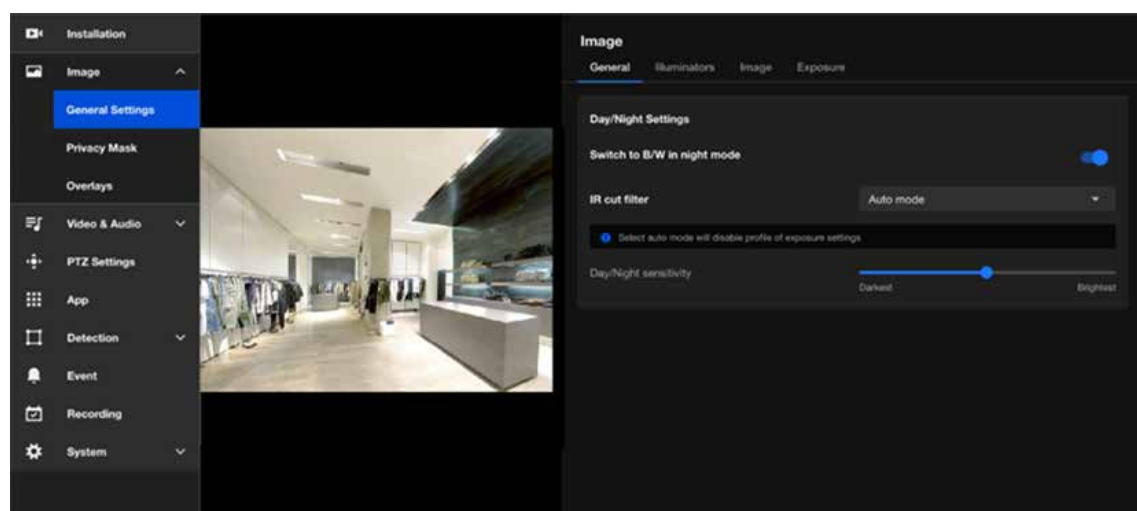 Installation
Image
General Settings
Privacy Mask
Overlays
Video & Audio
PTZ Settings
App
Detection
Event
Recording
System
Image
General Illuminators Image Exposure
Day/Night Settings
Switch to B/W in night mode
IR cut filter Auto mode
Select auto mode will disable profile of exposure settings
Day/Night sensitivity
Darkest Brightest